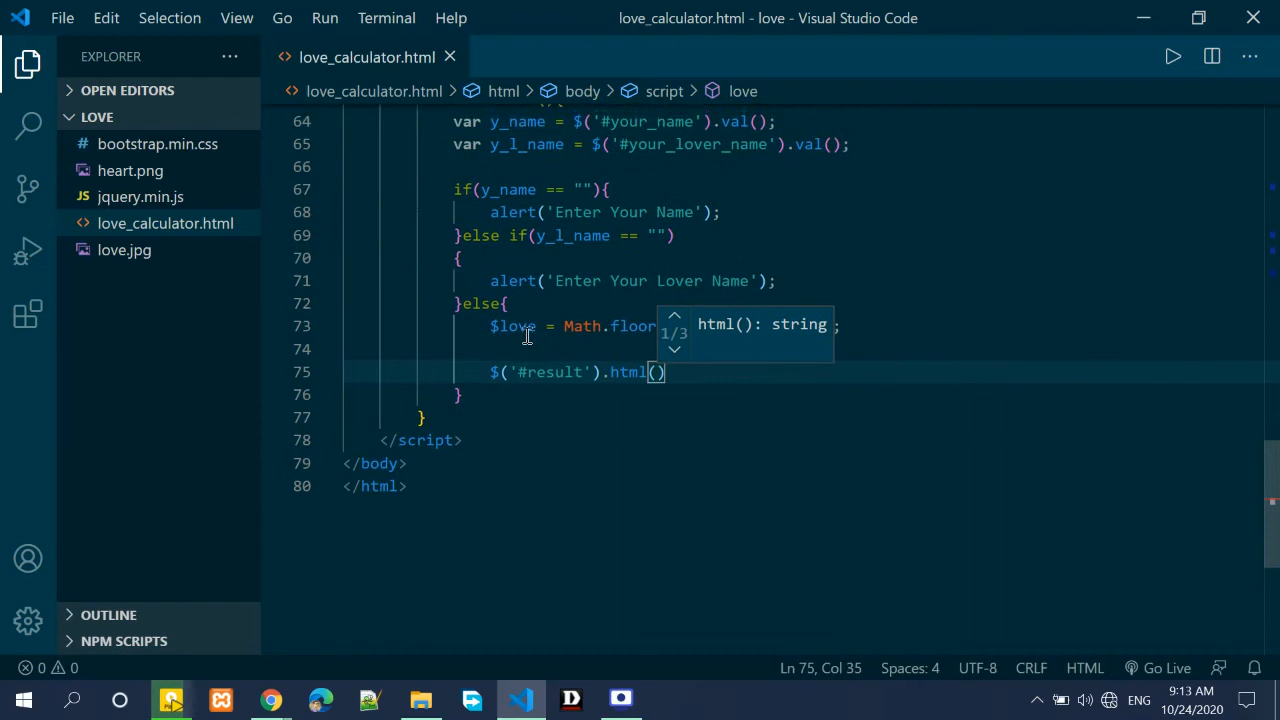 File Edit Selection View Go Run Terminal Help love_calculator.html - love - Visual Studio Code
EXPLORER
OPEN EDITORS
LOVE
bootstrap.min.css
heart.png
JS jquery.min.js
love_calculator.html
love.jpg
OUTLINE
NPM SCRIPTS
love_calculator.html
love_calculator.html html body script love
64 var y_name = $('#your_name').val();
65 var y_l_name = $('#your_lover_name').val();
66
67 if(y_name == ""){
68 alert('Enter Your Name');
69 }else if(y_l_name == "")
70 {
71 alert('Enter Your Lover Name');
72 }else{
73 $love = Math.floor ;
1/3 html(): string
74
75 $('#result').html()
76 }
77 }
78 </script>
79 </body>
80 </html>
0 0 Ln 75, Col 35 Spaces: 4 UTF-8 CRLF HTML Go Live
ENG 5:13 AM
10/24/2020